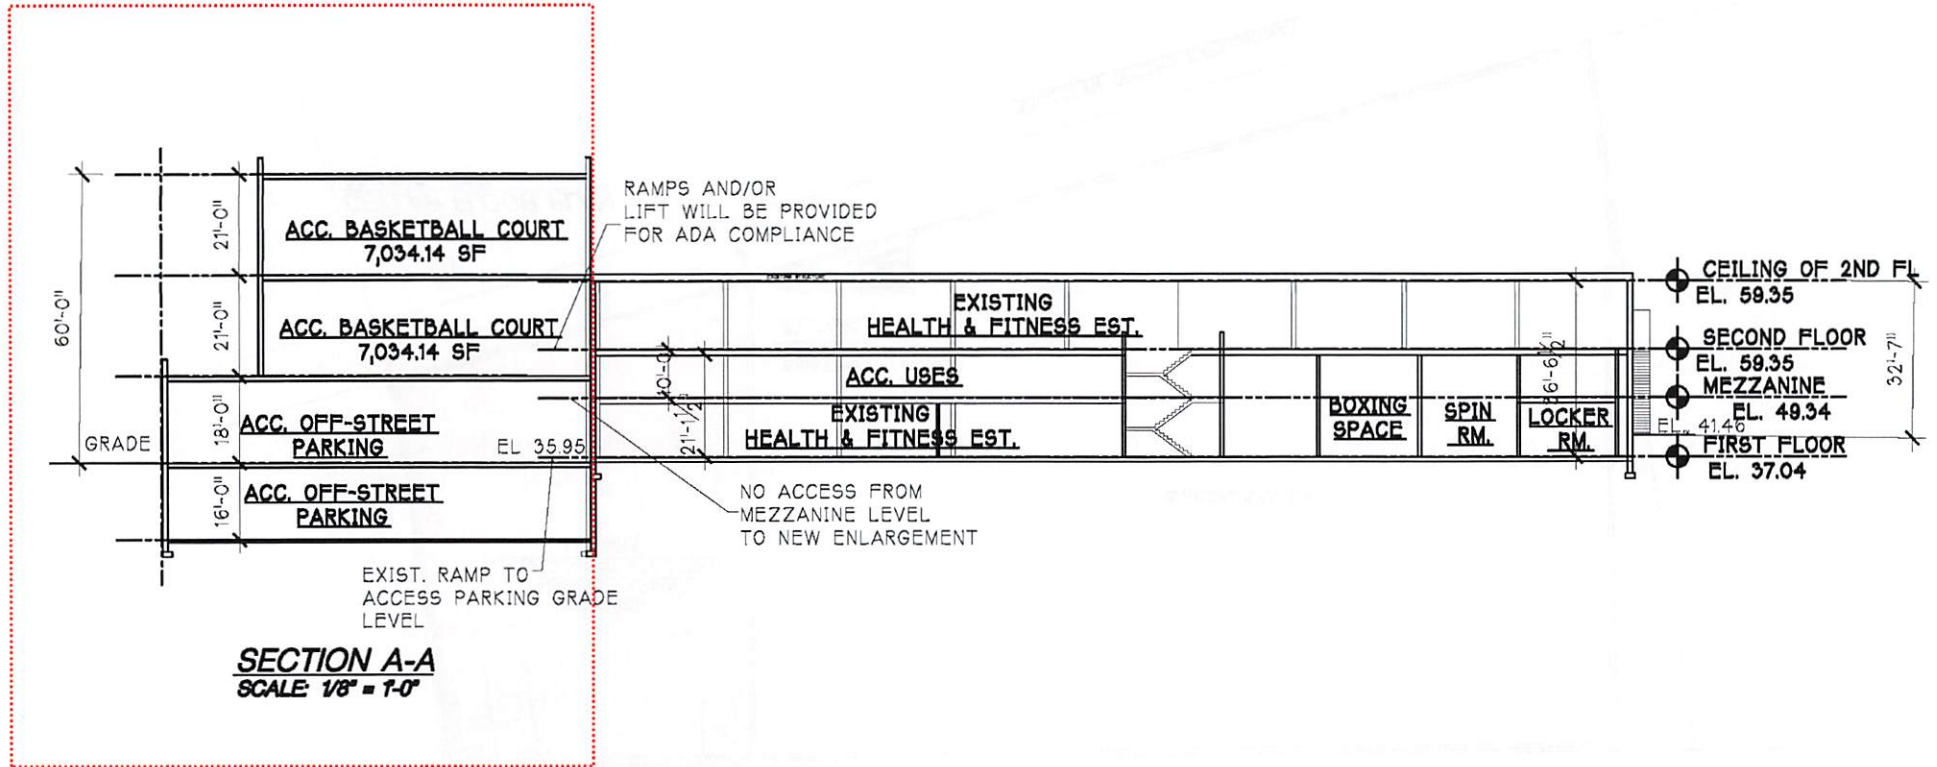 60'-0"
21'-0"
21'-0"
18'-0"
16'-0"
GRADE
ACC. BASKETBALL COURT
7,034.14 SF
ACC. BASKETBALL COURT
7,034.14 SF
ACC. OFF-STREET
PARKING
EL 35.95
ACC. OFF-STREET
PARKING
EXIST. RAMP TO
ACCESS PARKING GRADE
LEVEL
RAMPS AND/OR
LIFT WILL BE PROVIDED
FOR ADA COMPLIANCE
EXISTING
HEALTH & FITNESS EST.
ACC. USES
21'-1½"
EXISTING
HEALTH & FITNESS EST.
NO ACCESS FROM
MEZZANINE LEVEL
TO NEW ENLARGEMENT
BOXING
SPACE
SPIN
RM.
LOCKER
RM.
CEILING OF 2ND FL
EL. 59.35
SECOND FLOOR
EL. 59.35
MEZZANINE
EL. 49.34
EL. 41.46
FIRST FLOOR
EL. 37.04
32'-7"
SECTION A-A
SCALE: 1/8" = 1'-0"